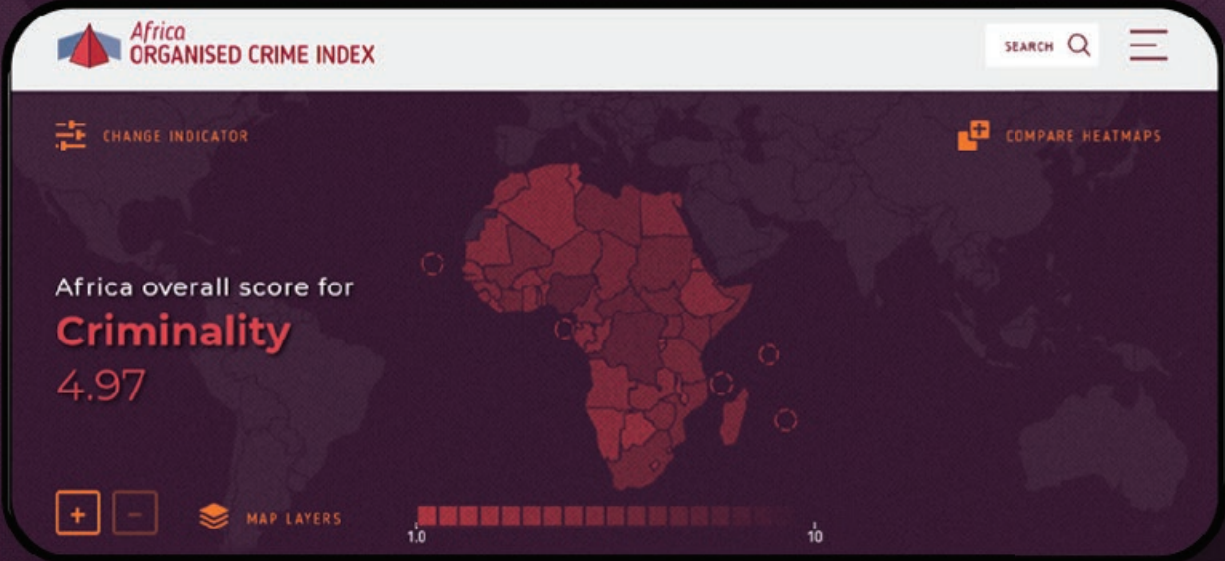 Africa
ORGANISED CRIME INDEX
SEARCH
CHANGE INDICATOR
COMPARE HEATMAPS
Africa overall score for
Criminality
4.97
+
−
MAP LAYERS
1.0
10